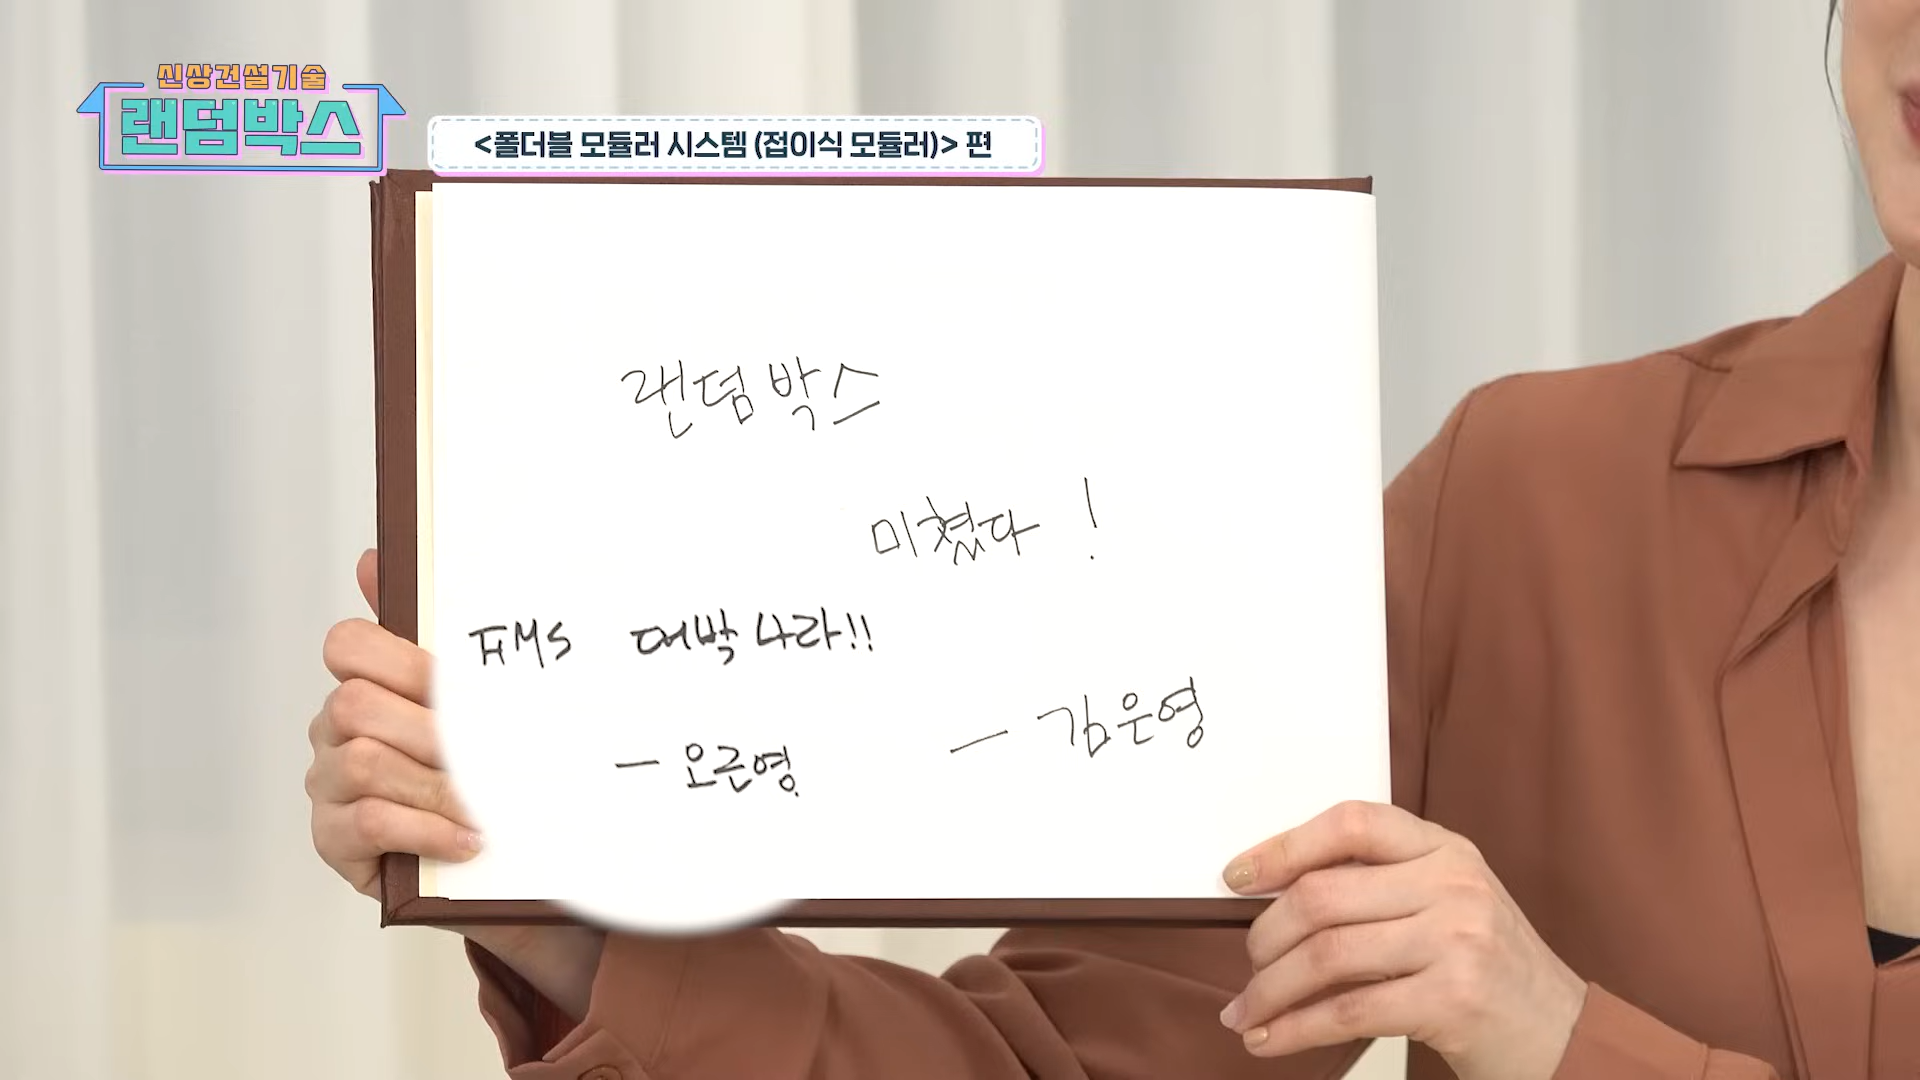 신상건설기술
랜덤박스
<폴더블 모듈러 시스템 (접이식 모듈러)> 편
랜덤박스
미쳤다 !
대박 나라!!
— 오근영
— 김은영